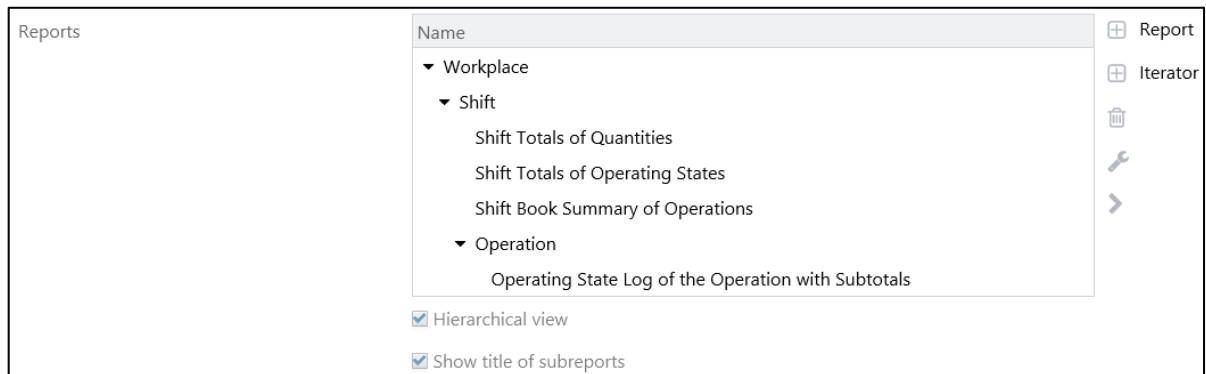 Reports
Name
Report
Workplace
Iterator
Shift
Shift Totals of Quantities
Shift Totals of Operating States
Shift Book Summary of Operations
Operation
Operating State Log of the Operation with Subtotals
Hierarchical view
Show title of subreports